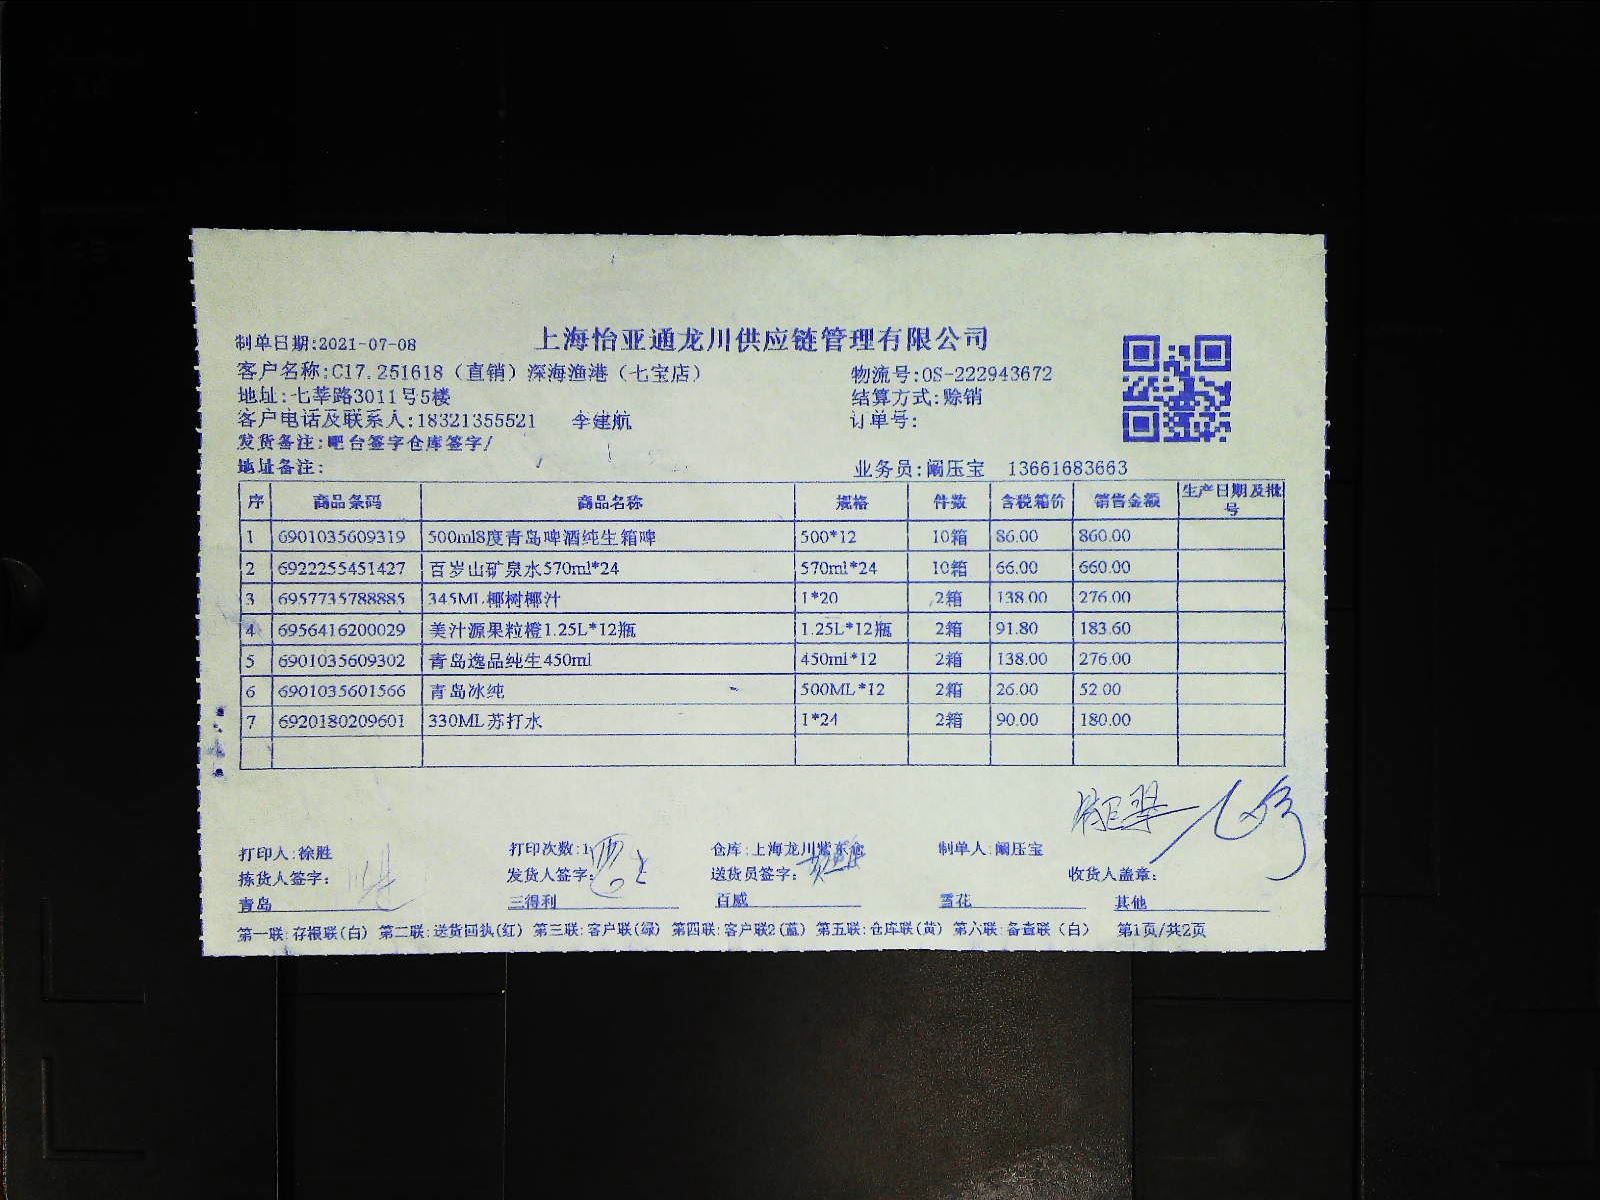 上海怡亚通龙川供应链管理有限公司
制单日期:2021-07-08
客户名称:C17.251618（直销）深海渔港（七宝店） 物流号:OS-222943672
地址:七莘路3011号5楼 结算方式:赊销
客户电话及联系人:18321355521 李建航 订单号:
发货备注:吧台签字仓库签字/
地址备注: 业务员:阚压宝 13661683663
序 商品条码 商品名称 规格 件数 含税箱价 销售金额 生产日期及批号
1 6901035609319 500ml8度青岛啤酒纯生箱啤 500*12 10箱 86.00 860.00
2 6922255451427 百岁山矿泉水570ml*24 570ml*24 10箱 66.00 660.00
3 6957735788885 345ML椰树椰汁 1*20 2箱 138.00 276.00
4 6956416200029 美汁源果粒橙1.25L*12瓶 1.25L*12瓶 2箱 91.80 183.60
5 6901035609302 青岛逸品纯生450ml 450ml*12 2箱 138.00 276.00
6 6901035601566 青岛冰纯 500ML*12 2箱 26.00 52.00
7 6920180209601 330ML苏打水 1*24 2箱 90.00 180.00
打印人:徐胜 打印次数:1 仓库:上海龙川 制单人:阚压宝
拣货人签字: 发货人签字: 送货员签字: 收货人盖章:
青岛 三得利 百威 雪花 其他
第一联:存根联(白) 第二联:送货回执(红) 第三联:客户联(绿) 第四联:客户联2(蓝) 第五联:仓库联(黄) 第六联:备查联（白） 第1页/共2页